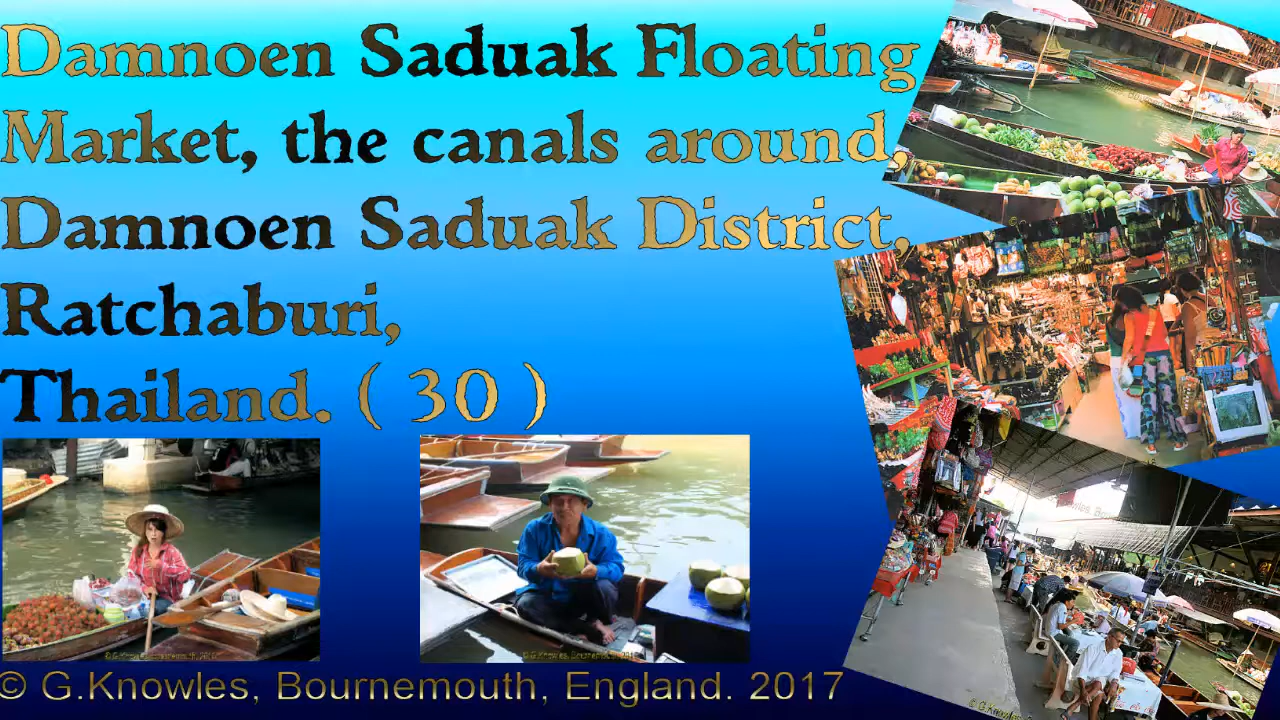 Damnoen Saduak Floating
Market, the canals around,
Damnoen Saduak District,
Ratchaburi,
Thailand. ( 30 )
© G.Knowles, Bournemouth, England. 2017